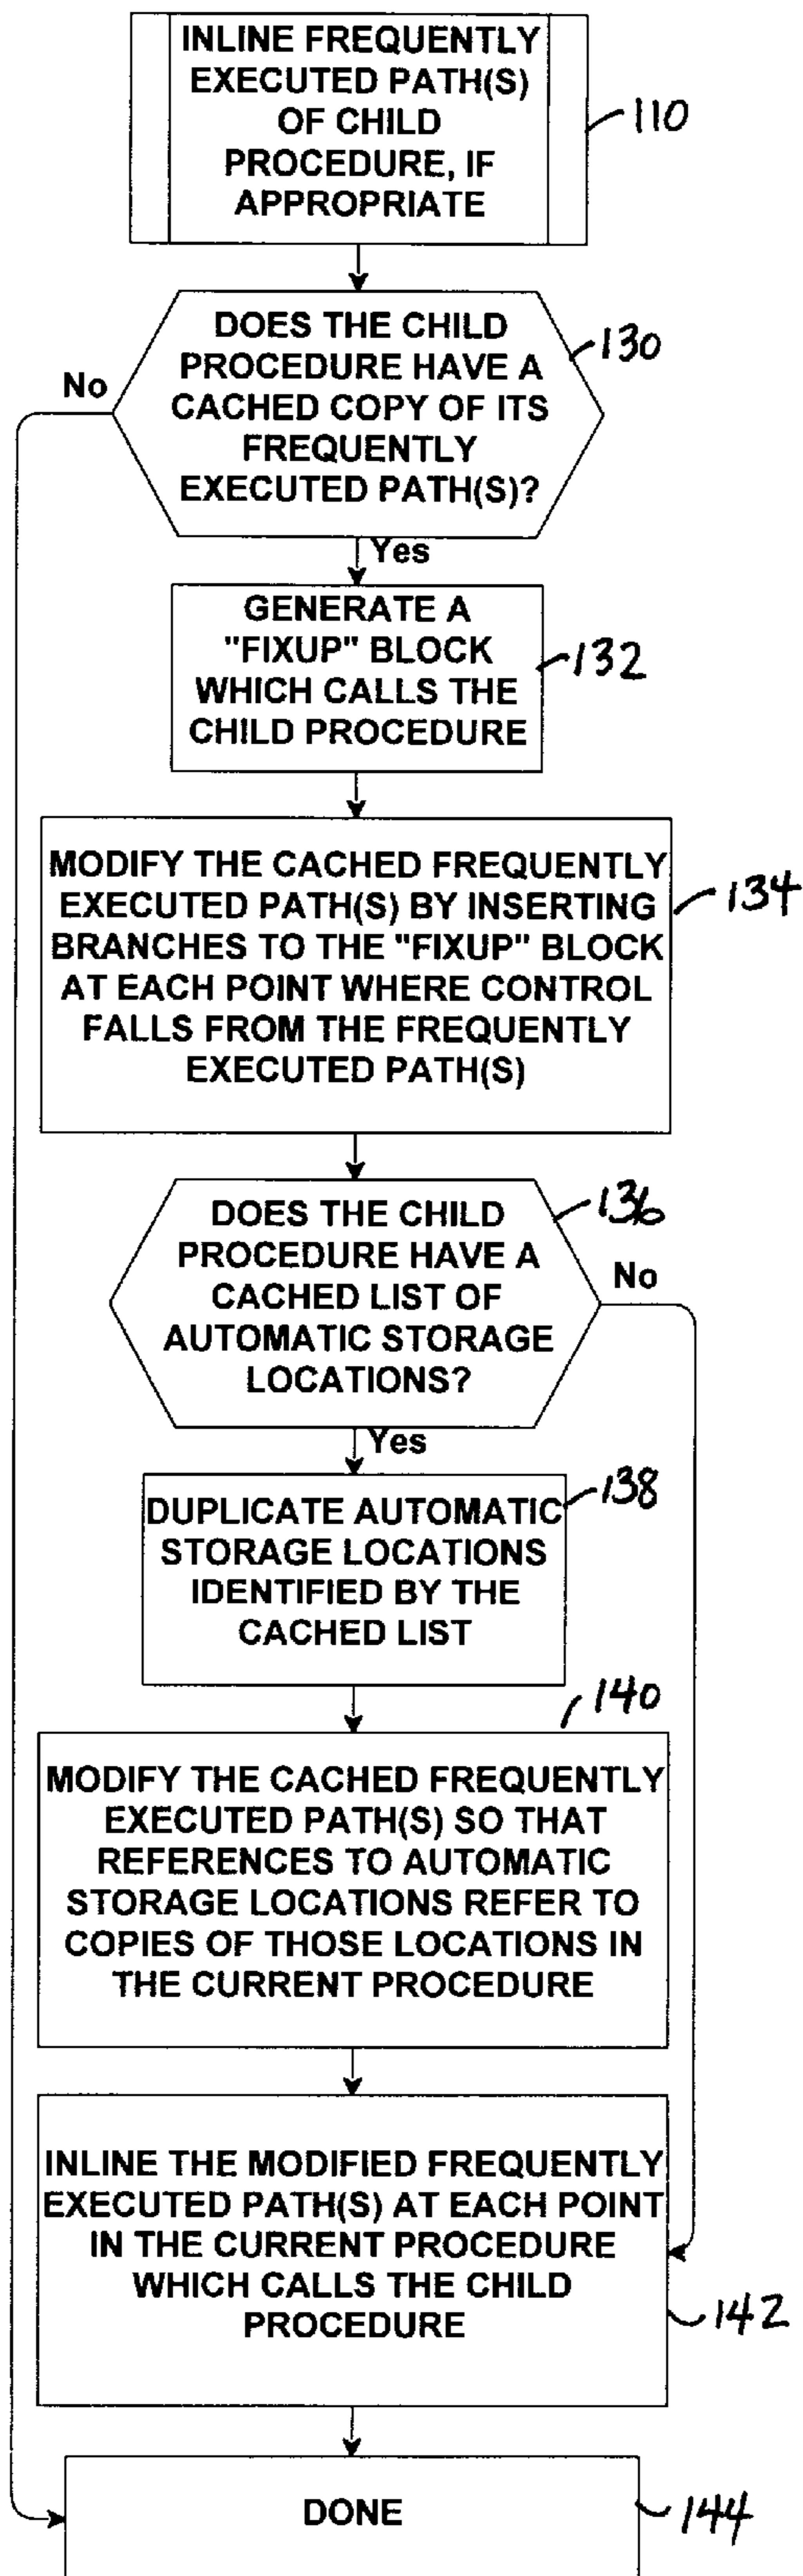 INLINE FREQUENTLY
EXECUTED PATH(S)
OF CHILD
PROCEDURE, IF
APPROPRIATE
110
DOES THE CHILD
PROCEDURE HAVE A
CACHED COPY OF ITS
FREQUENTLY
EXECUTED PATH(S)?
130
No
Yes
GENERATE A
"FIXUP" BLOCK
WHICH CALLS THE
CHILD PROCEDURE
132
MODIFY THE CACHED FREQUENTLY
EXECUTED PATH(S) BY INSERTING
BRANCHES TO THE "FIXUP" BLOCK
AT EACH POINT WHERE CONTROL
FALLS FROM THE FREQUENTLY
EXECUTED PATH(S)
134
DOES THE CHILD
PROCEDURE HAVE A
CACHED LIST OF
AUTOMATIC STORAGE
LOCATIONS?
136
No
Yes
DUPLICATE AUTOMATIC
STORAGE LOCATIONS
IDENTIFIED BY THE
CACHED LIST
138
140
MODIFY THE CACHED FREQUENTLY
EXECUTED PATH(S) SO THAT
REFERENCES TO AUTOMATIC
STORAGE LOCATIONS REFER TO
COPIES OF THOSE LOCATIONS IN
THE CURRENT PROCEDURE
INLINE THE MODIFIED FREQUENTLY
EXECUTED PATH(S) AT EACH POINT
IN THE CURRENT PROCEDURE
WHICH CALLS THE CHILD
PROCEDURE
142
DONE
144